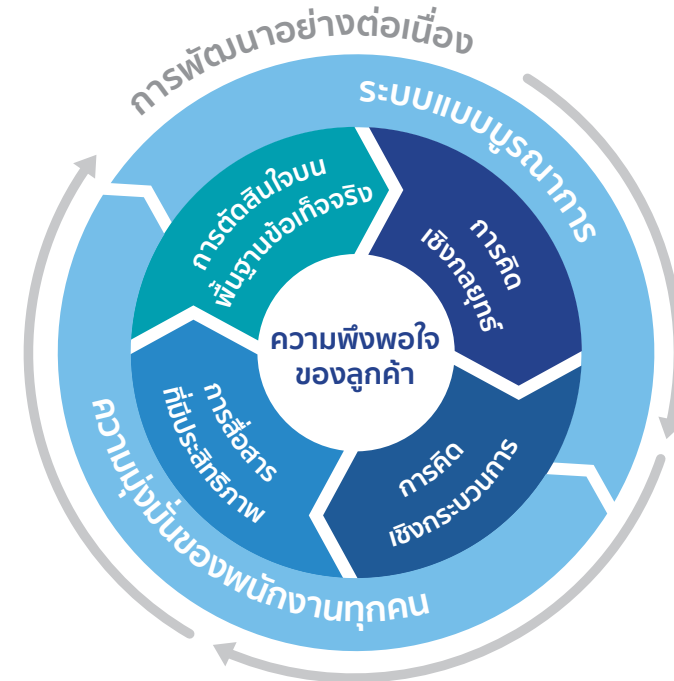 การพัฒนาอย่างต่อเนื่อง
ระบบแบบบูรณาการ
การตัดสินใจบน
พื้นฐานข้อเท็จจริง
การคิด
เชิงกลยุทธ์
ความพึงพอใจ
ของลูกค้า
การสื่อสาร
ที่มีประสิทธิภาพ
การคิด
เชิงกระบวนการ
ความมุ่งมั่นของพนักงานทุกคน